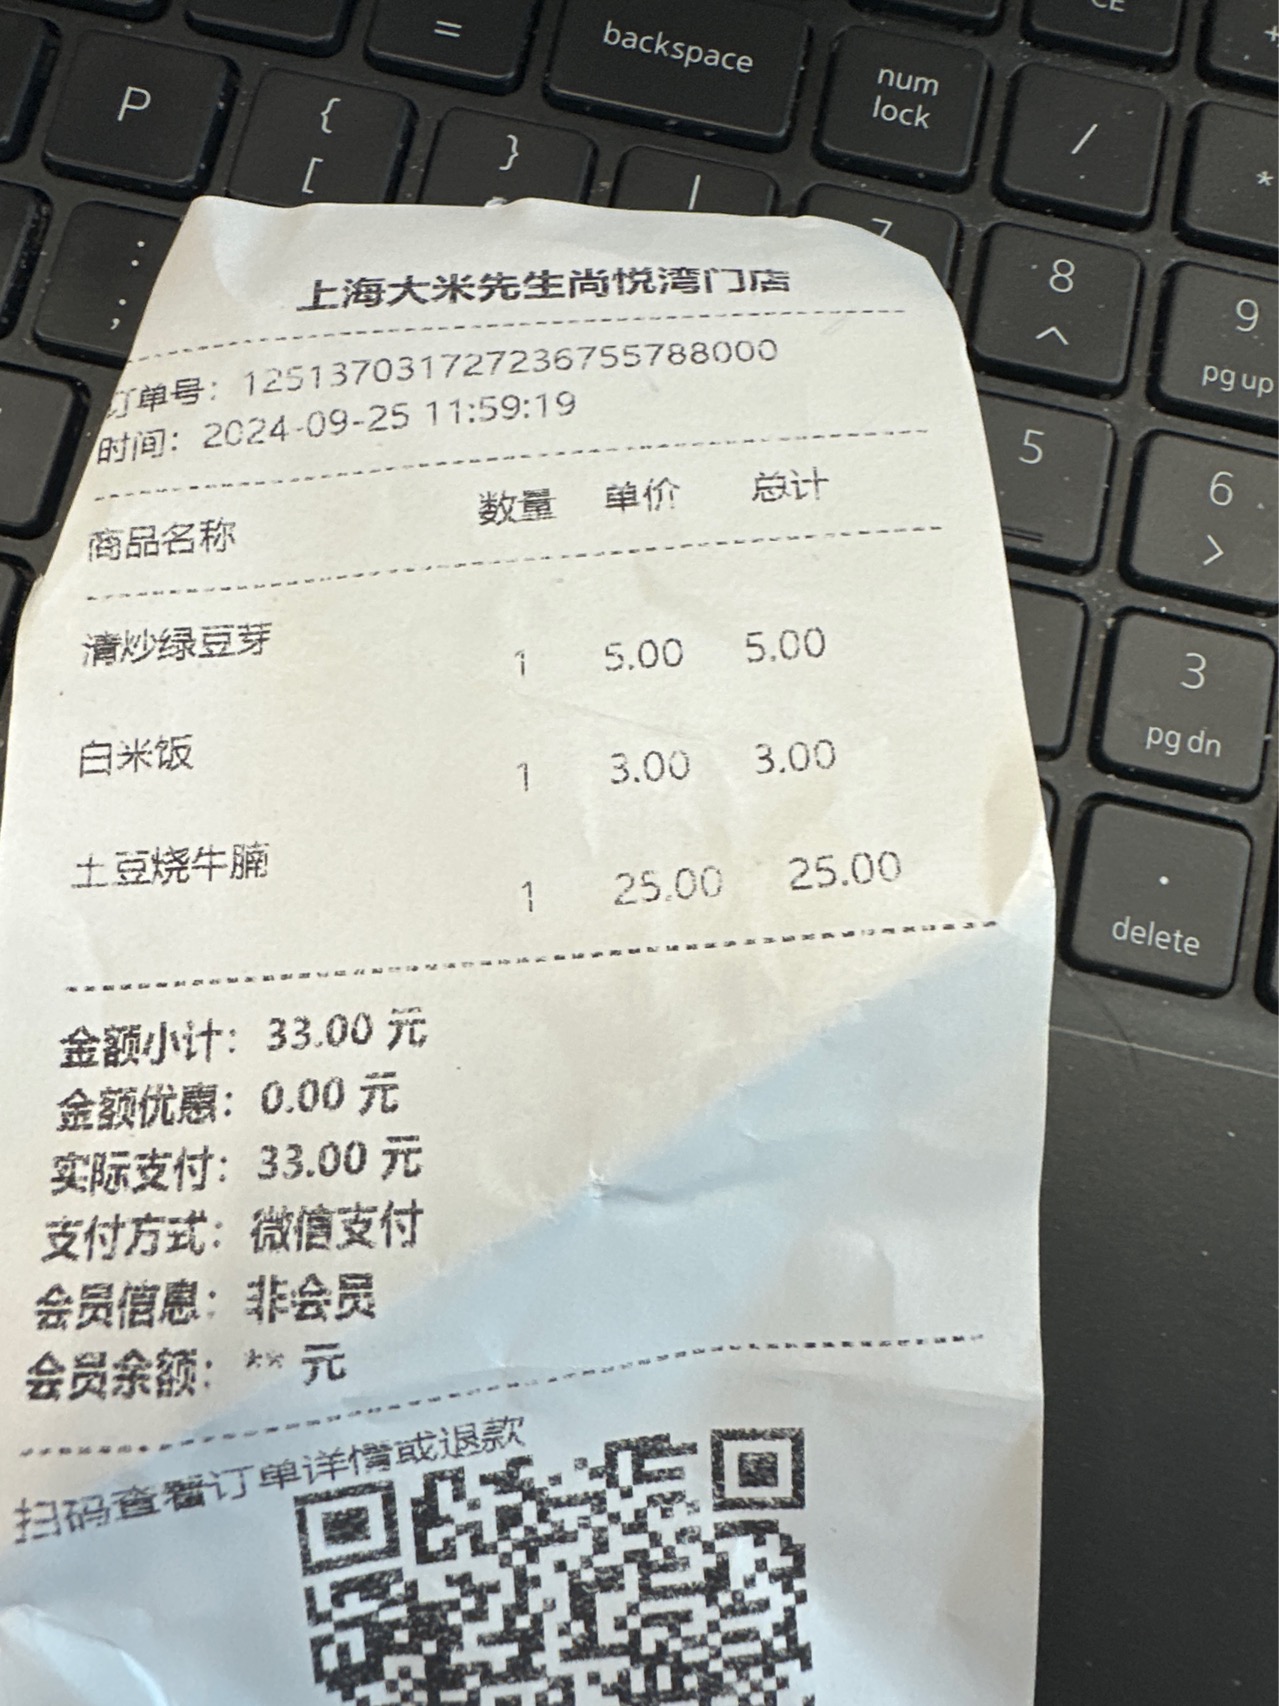 =
backspace
CE
+
P
{
[
}
|
num
lock
/
*
:
;
7
8
9
pg up
5
6
>
3
pg dn
.
delete
上海大米先生尚悦湾门店
订单号：125137031727236755788000
时间：2024-09-25 11:59:19
商品名称 数量 单价 总计
清炒绿豆芽 1 5.00 5.00
白米饭 1 3.00 3.00
土豆烧牛腩 1 25.00 25.00
金额小计：33.00 元
金额优惠：0.00 元
实际支付：33.00 元
支付方式：微信支付
会员信息：非会员
会员余额：** 元
扫码查看订单详情或退款